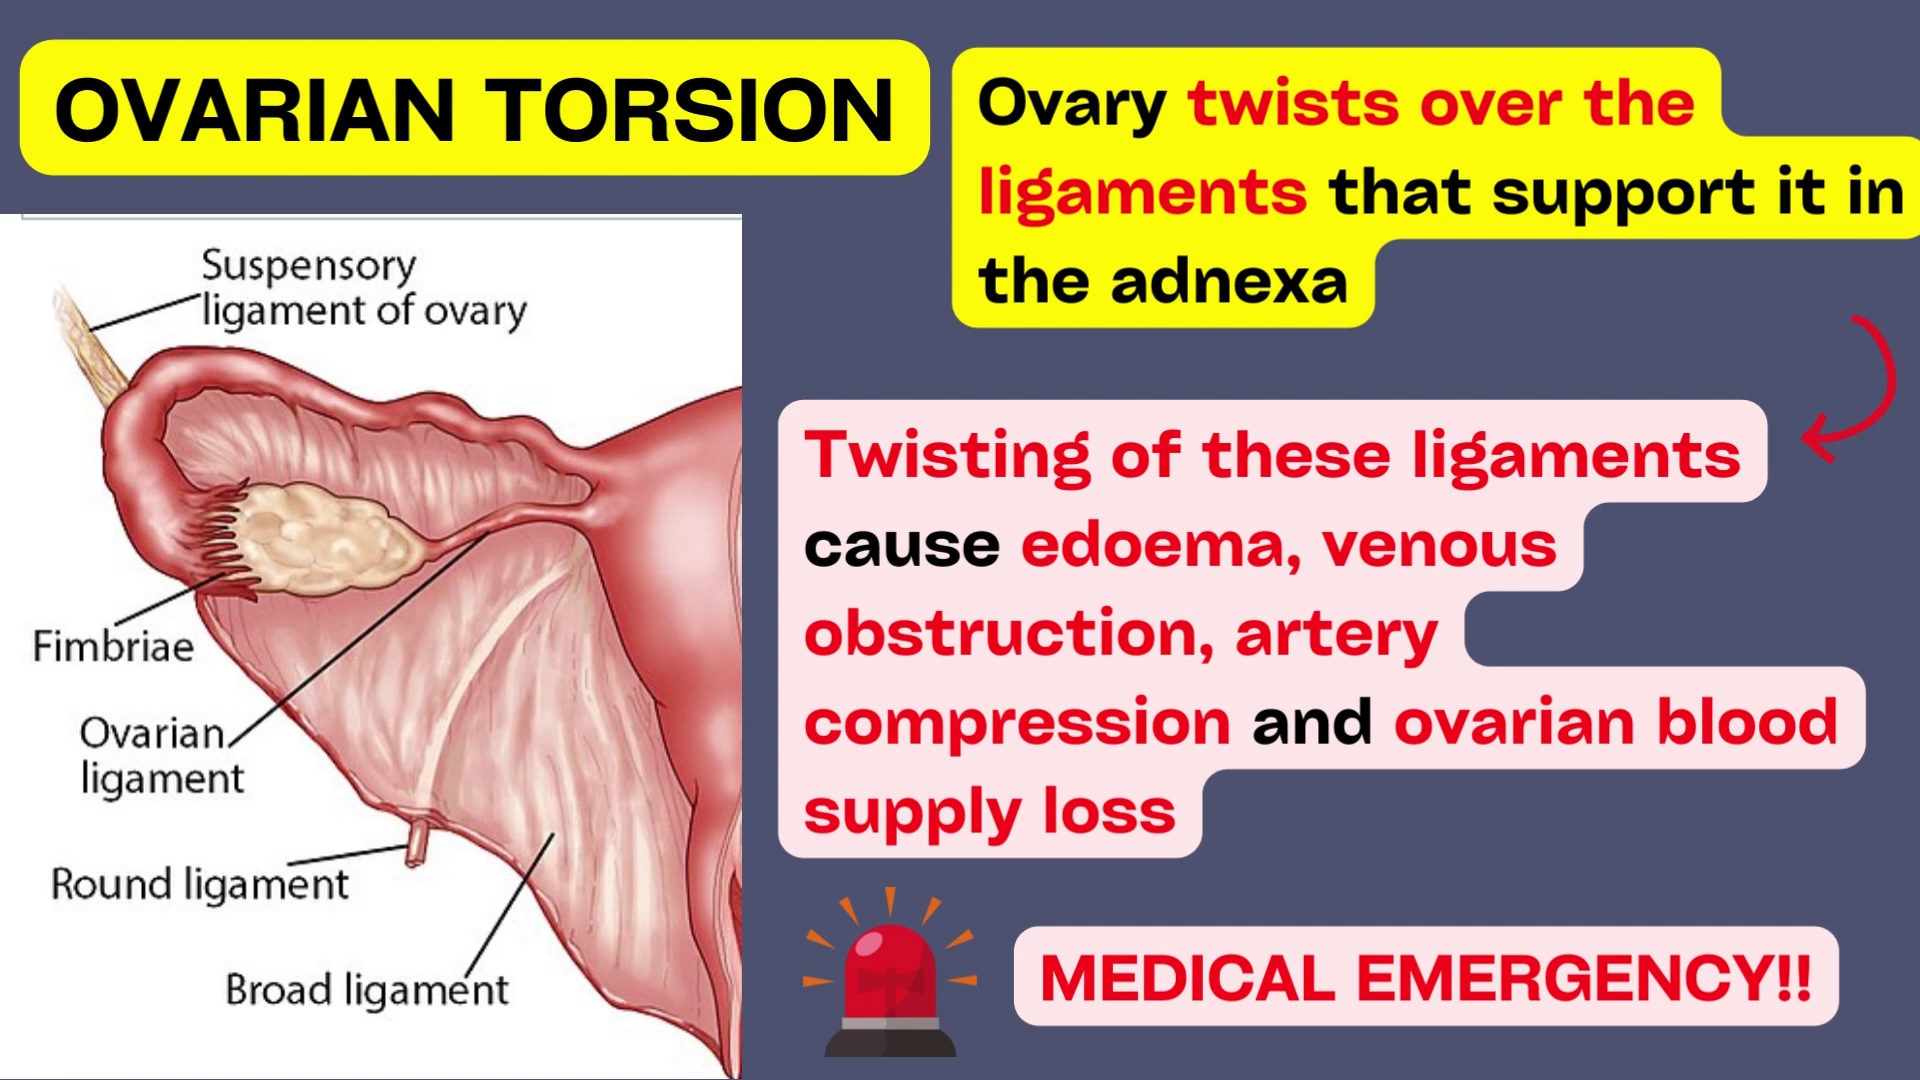 OVARIAN TORSION
Ovary twists over the
ligaments that support it in
the adnexa
Suspensory
ligament of ovary
Fimbriae
Ovarian
ligament
Round ligament
Broad ligament
Twisting of these ligaments
cause edoema, venous
obstruction, artery
compression and ovarian blood
supply loss
MEDICAL EMERGENCY!!